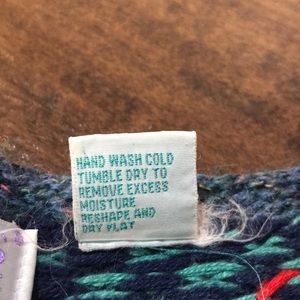 HAND WASH COLD
TUMBLE DRY TO
REMOVE EXCESS
MOISTURE
RESHAPE AND
DRY FLAT